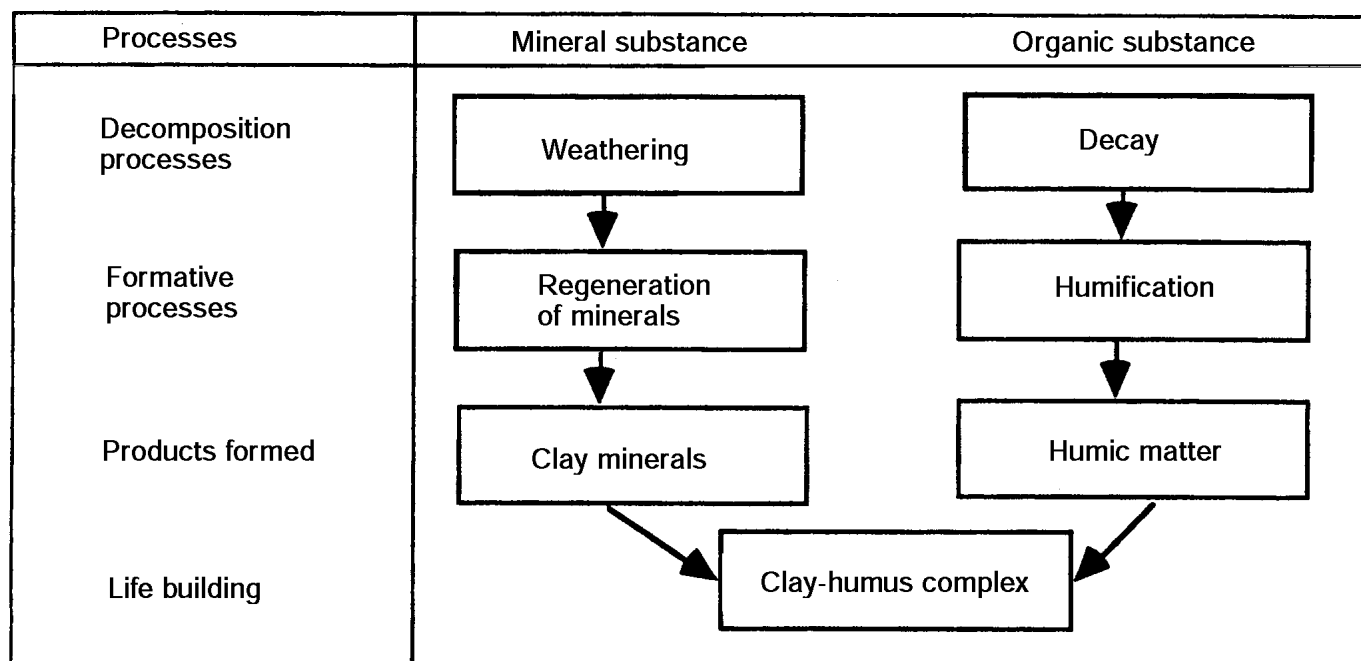 Processes
Mineral substance
Organic substance
Decomposition
processes
Weathering
Decay
Formative
processes
Regeneration
of minerals
Humification
Products formed
Clay minerals
Humic matter
Life building
Clay-humus complex